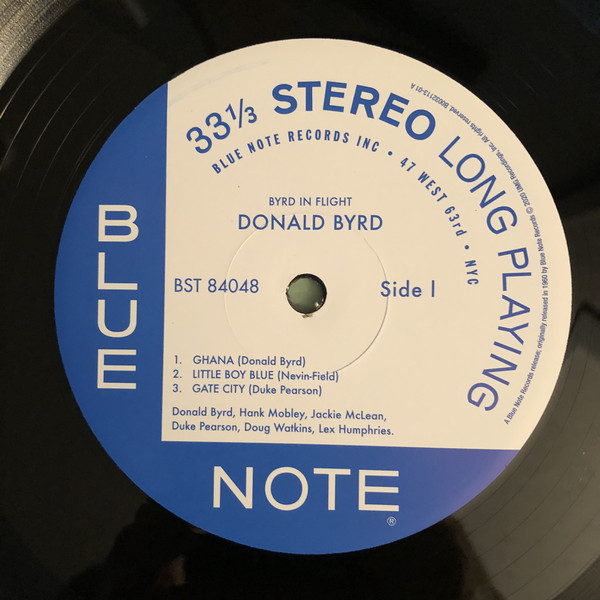 33⅓ STEREO LONG PLAYING
BLUE NOTE RECORDS INC • 47 WEST 63rd • NYC
BYRD IN FLIGHT
DONALD BYRD
BST 84048
Side 1
1. GHANA (Donald Byrd)
2. LITTLE BOY BLUE (Nevin-Field)
3. GATE CITY (Duke Pearson)
Donald Byrd, Hank Mobley, Jackie McLean,
Duke Pearson, Doug Watkins, Lex Humphries.
BLUE
NOTE
®
A Blue Note Records release; originally released in 1960 by Blue Note Records ℗ 2020 UMG Recordings, Inc. All rights reserved. B0032113-01 A